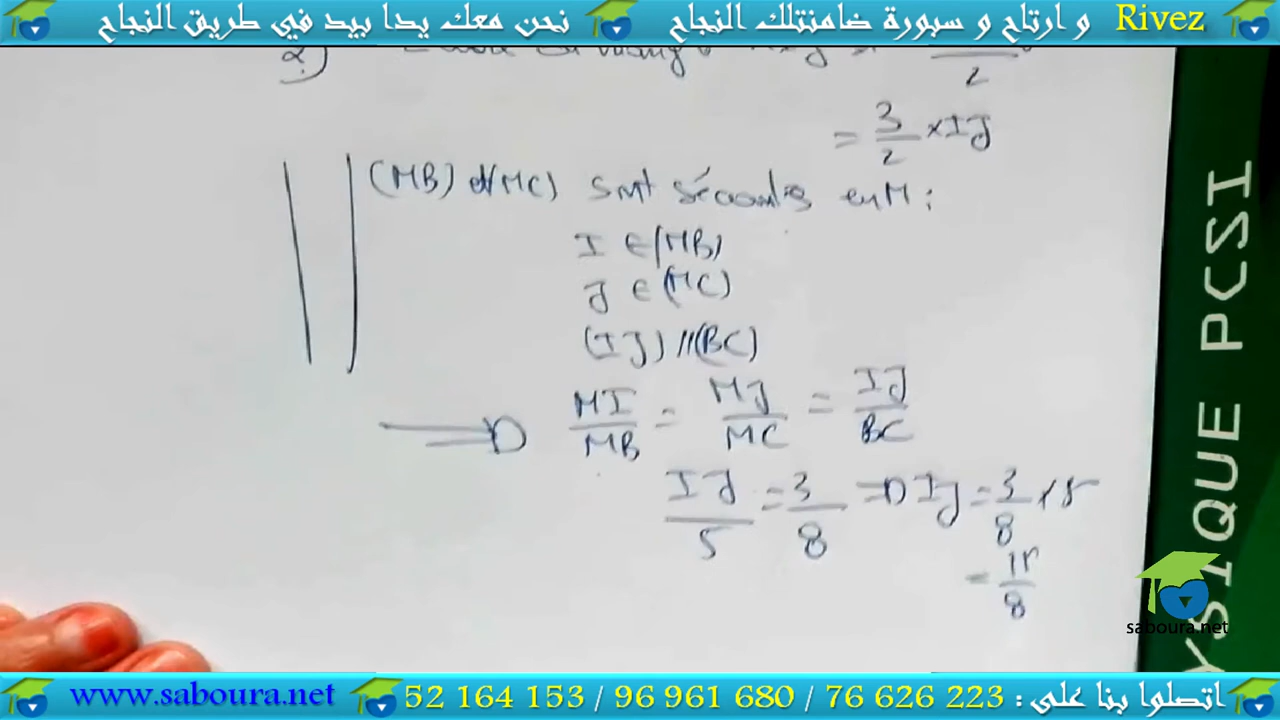 نحن معك يدا بيد في طريق النجاح و ارتاح و سبورة ضامنتلك النجاح Rivez
2)
2
= 3/2 × IJ
(MB) et (MC) sont sécantes en M :
I ∈ (MB)
J ∈ (MC)
(IJ) // (BC)
⇒ MI/MB = MJ/MC = IJ/BC
IJ/5 = 3/8 ⇒ IJ = 3/8 × 5
= 15/8
PHYSIQUE PCSI
saboura.net
www.saboura.net 52 164 153 / 96 961 680 / 76 626 223 : اتصلوا بنا على